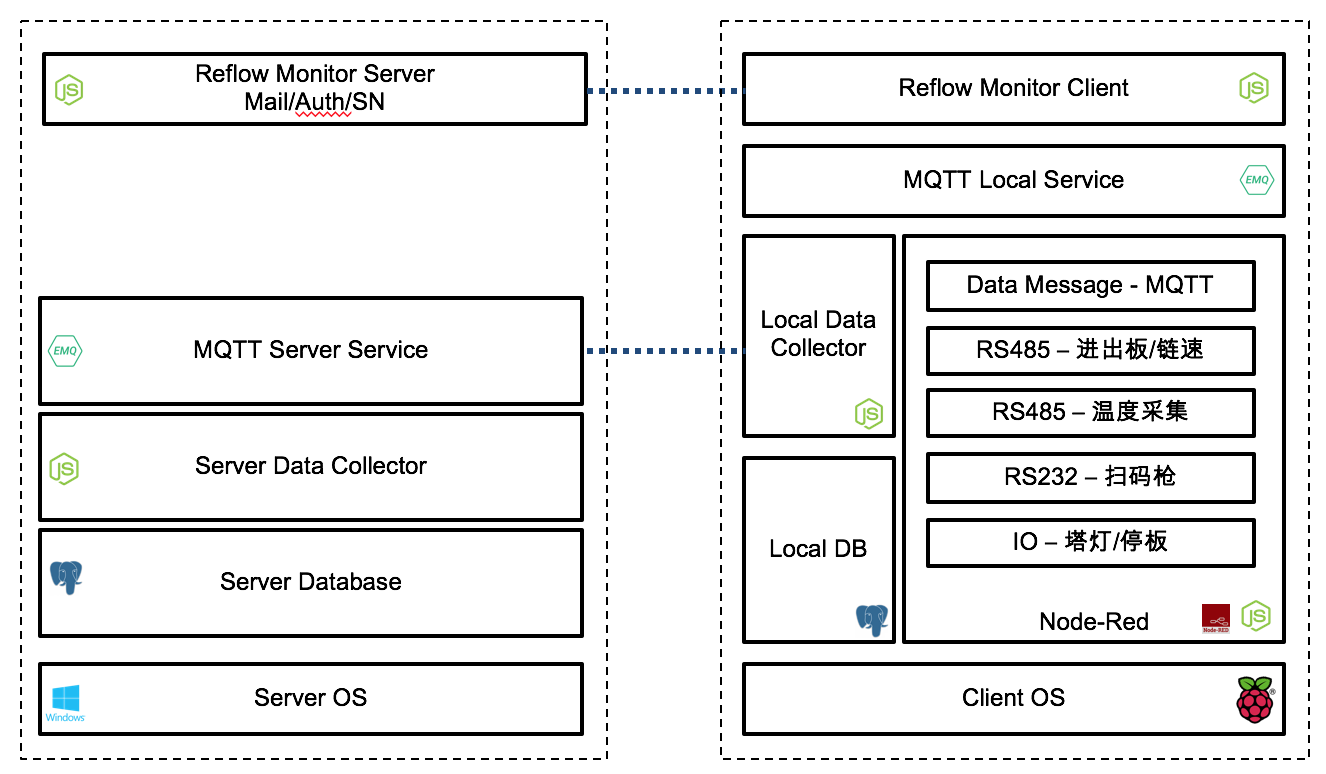 Reflow Monitor Server
Mail/Auth/SN
JS
EMQ
MQTT Server Service
JS
Server Data Collector
Server Database
Windows
Server OS
Reflow Monitor Client
JS
MQTT Local Service
EMQ
Local Data
Collector
JS
Local DB
Data Message - MQTT
RS485 – 进出板/链速
RS485 – 温度采集
RS232 – 扫码枪
IO – 塔灯/停板
Node-Red
Node-RED
JS
Client OS
®